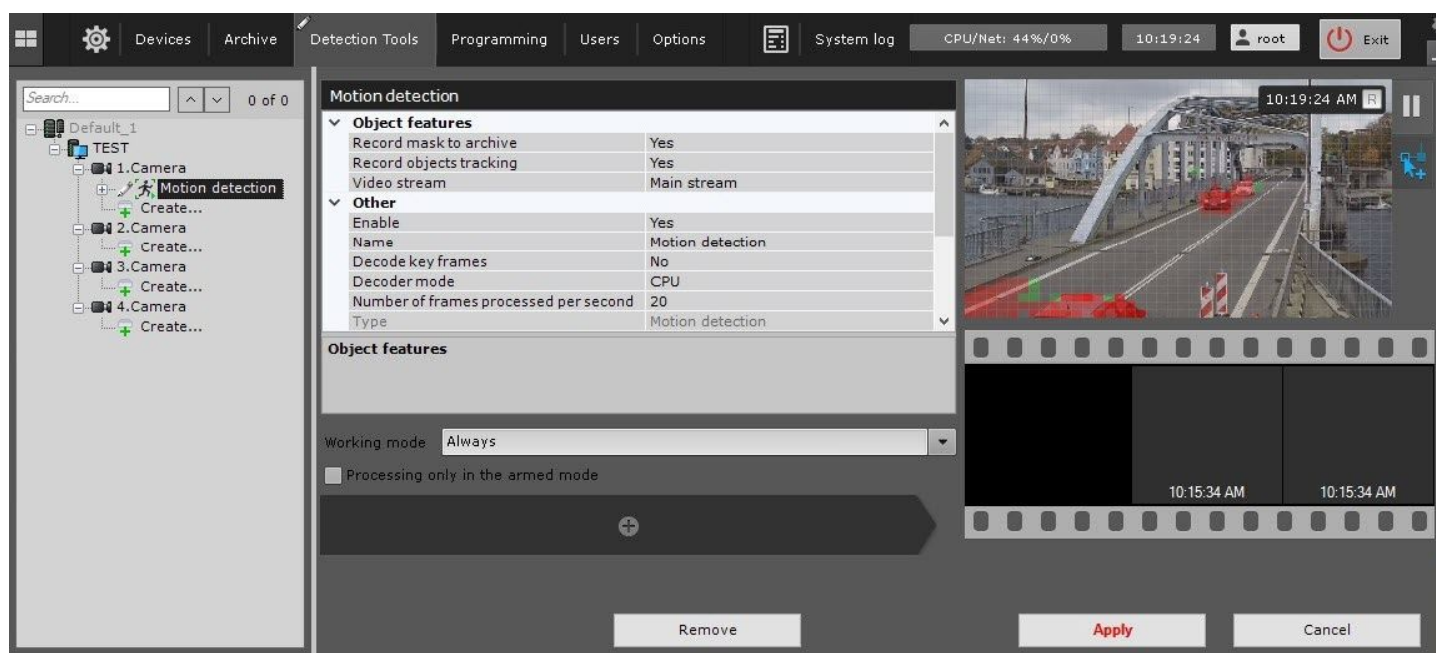 Devices
Archive
Detection Tools
Programming
Users
Options
System log
CPU/Net: 44%/0%
10:19:24
root
Exit
Search...
0 of 0
Default_1
TEST
1.Camera
Motion detection
Create...
2.Camera
Create...
3.Camera
Create...
4.Camera
Create...
Motion detection
Object features
Record mask to archive Yes
Record objects tracking Yes
Video stream Main stream
Other
Enable Yes
Name Motion detection
Decode key frames No
Decoder mode CPU
Number of frames processed per second 20
Type Motion detection
Object features
Working mode Always
Processing only in the armed mode
Remove
10:19:24 AM R
10:15:34 AM
10:15:34 AM
Apply
Cancel